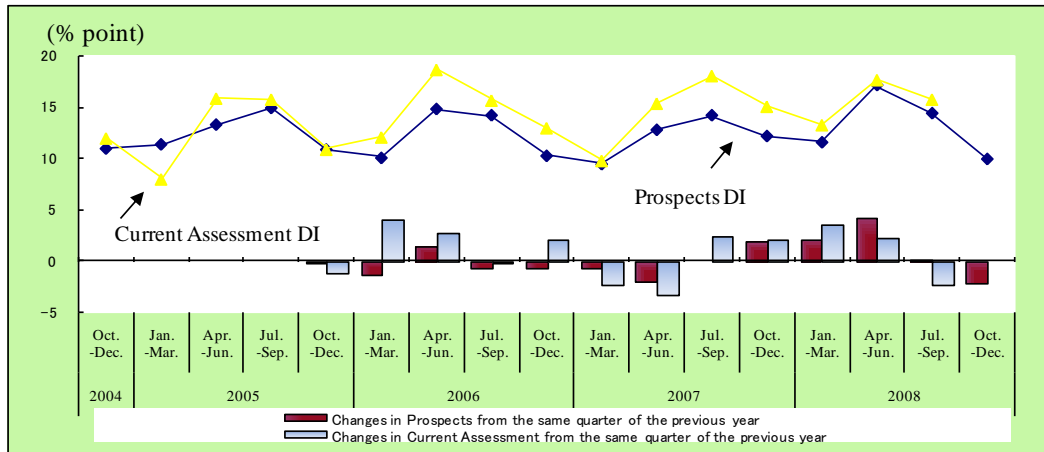 (% point)
20
15
10
5
0
−5
Current Assessment DI
Prospects DI
Oct. Jan. Apr. Jul. Oct. Jan. Apr. Jul. Oct. Jan. Apr. Jul. Oct. Jan. Apr. Jul. Oct.
-Dec. -Mar. -Jun. -Sep. -Dec. -Mar. -Jun. -Sep. -Dec. -Mar. -Jun. -Sep. -Dec. -Mar. -Jun. -Sep. -Dec.
2004 2005 2006 2007 2008
Changes in Prospects from the same quarter of the previous year
Changes in Current Assessment from the same quarter of the previous year